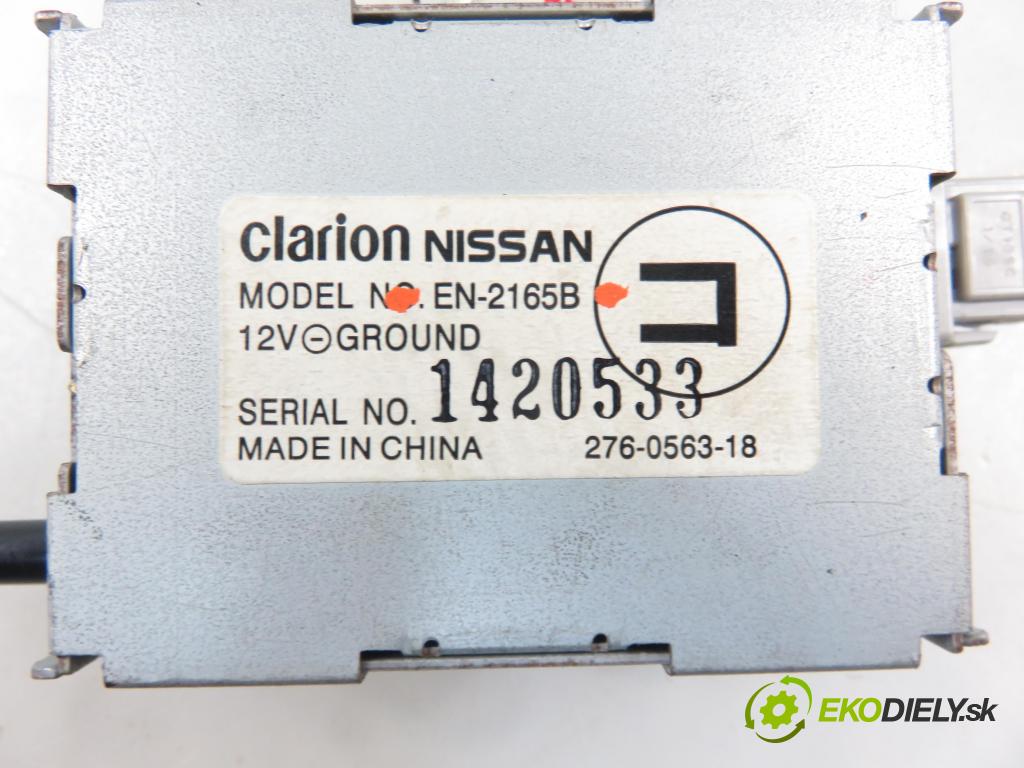 clarion NISSAN
MODEL NO. EN-2165B
12V⊖GROUND
コ
SERIAL NO. 1420533
MADE IN CHINA 276-0563-18
EKODIELY.sk